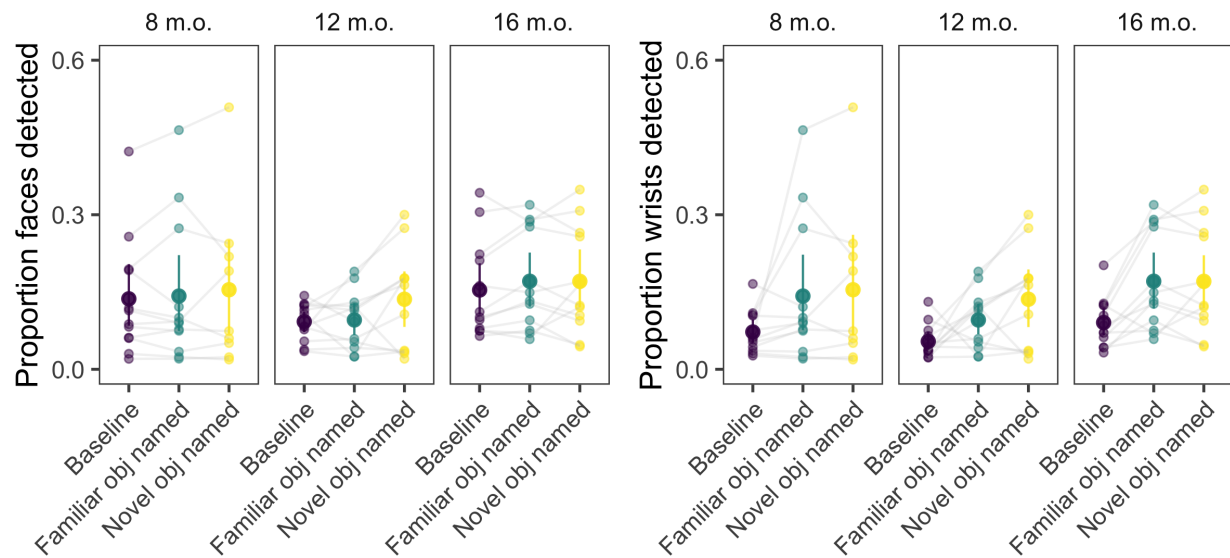 8 m.o.
12 m.o.
16 m.o.
Proportion faces detected
0.6
0.3
0.0
Baseline
Familiar obj named
Novel obj named
Baseline
Familiar obj named
Novel obj named
Baseline
Familiar obj named
Novel obj named
8 m.o.
12 m.o.
16 m.o.
Proportion wrists detected
0.6
0.3
0.0
Baseline
Familiar obj named
Novel obj named
Baseline
Familiar obj named
Novel obj named
Baseline
Familiar obj named
Novel obj named